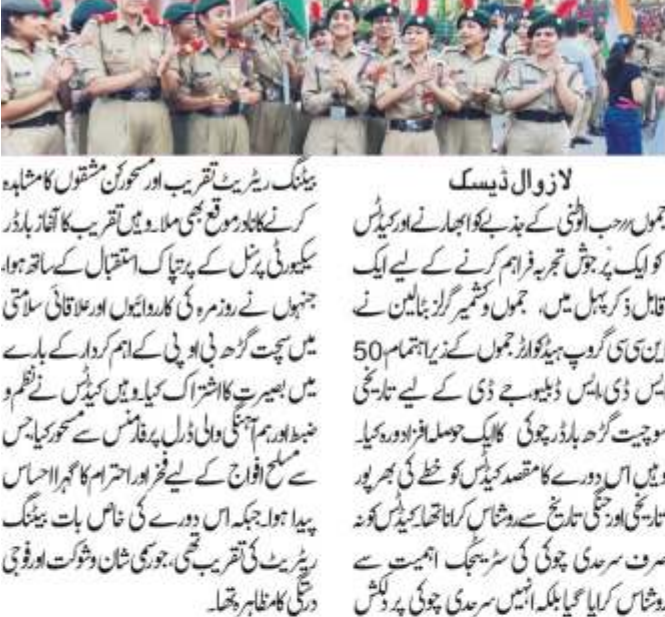 لازوال ڈیسک
جموں//حب الوطنی کے جذبے کو ابھارنے اور کیڈٹس
کو ایک پُر جوش تجربہ فراہم کرنے کے لیے ایک
قابل ذکر پہل میں، جموں و کشمیر گرلز بٹالین نے
این سی سی گروپ ہیڈکوارٹر جموں کے زیر اہتمام،50
ایس ڈی،ایس ڈبلیو،جے ڈی کے لیے تاریخی
سوچیت گڑھ بارڈر چوکی کا ایک حوصلہ افزا دورہ کیا۔
وہیں اس دورے کا مقصد کیڈٹس کو خطے کی بھر پور
تاریخی اور جنگی تاریخ سے روشناس کرانا تھا۔ کیڈٹس کو نہ
صرف سرحدی چوکی کی سٹریٹجک اہمیت سے
روشناس کرایا گیا بلکہ انہیں سرحدی چوکی پر دلکش
بیٹنگ ریٹریٹ تقریب اور مسحور کن مشقوں کا مشاہدہ
کرنے کا نادر موقع بھی ملا۔ وہیں تقریب کا آغاز بارڈر
سیکیورٹی پرسنل کے پرتپاک استقبال کے ساتھ ہوا،
جنہوں نے روزمرہ کی کارروائیوں اور علاقائی سلامتی
میں سچت گڑھ بی او پی کے اہم کردار کے بارے
میں بصیرت کا اشتراک کیا۔ وہیں کیڈٹس نے نظم و
ضبط اور ہم آہنگی والی ڈرل پرفارمنس سے مسحور کیا، جس
سے مسلح افواج کے لیے فخر اور احترام کا گہرا احساس
پیدا ہوا۔ جبکہ اس دورے کی خاص بات بیٹنگ
ریٹریٹ کی تقریب تھی، جو رسمی شان و شوکت اور فوجی
درستگی کا مظاہرہ تھا۔